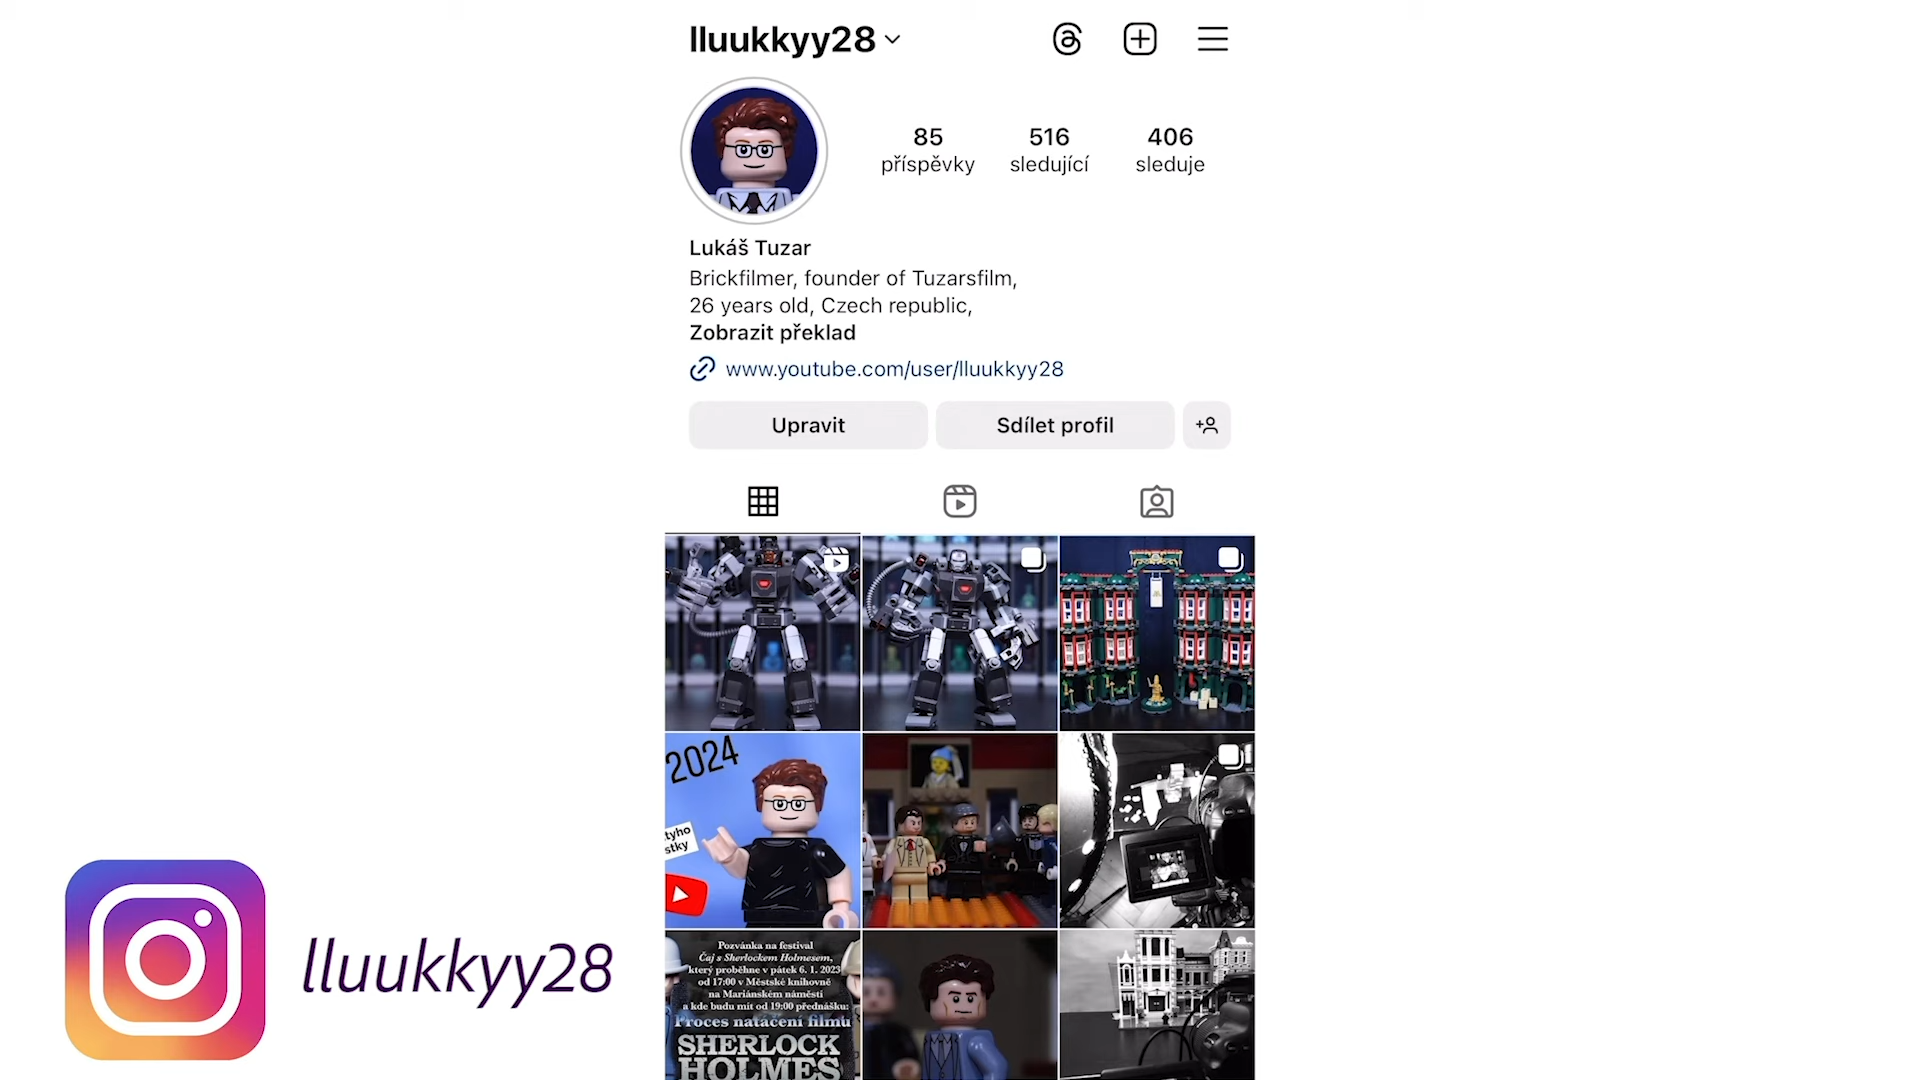 lluukkyy28
85
příspěvky
516
sledující
406
sleduje
Lukáš Tuzar
Brickfilmer, founder of Tuzarsfilm,
26 years old, Czech republic,
Zobrazit překlad
www.youtube.com/user/lluukkyy28
Upravit
Sdílet profil
2024
tyho
stky
Pozvánka na festival
Čaj s Sherlockem Holmesem,
který proběhne v pátek 6. 1. 2023
od 17:00 v Městské knihovně
na Mariánském náměstí
a kde budu mít od 19:00 přednášku:
Proces natáčení filmu
SHERLOCK
HOLMES
lluukkyy28